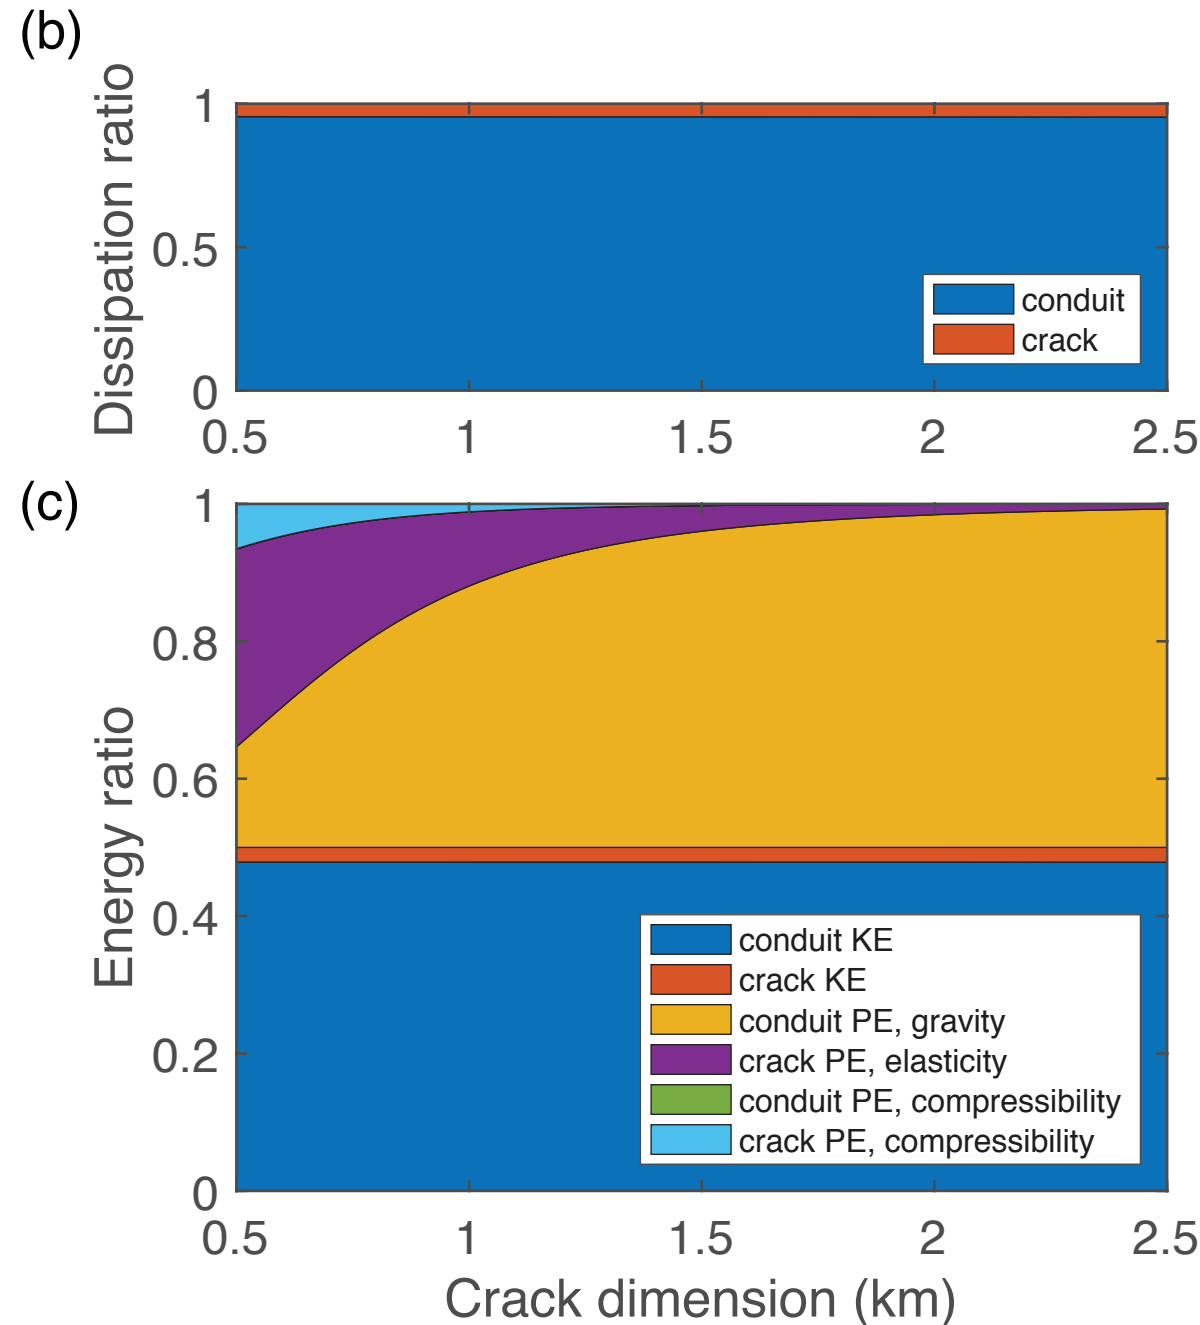 (b)
Dissipation ratio
1
0.5
0
conduit
crack
0.5 1 1.5 2 2.5
(c)
Energy ratio
1
0.8
0.6
0.4
0.2
0
conduit KE
crack KE
conduit PE, gravity
crack PE, elasticity
conduit PE, compressibility
crack PE, compressibility
0.5 1 1.5 2 2.5
Crack dimension (km)